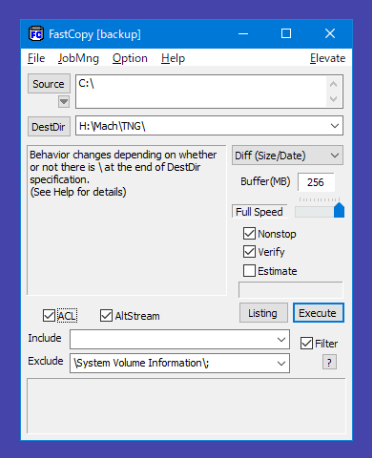 FC FastCopy [backup]
File JobMng Option Help Elevate
Source C:\
DestDir H:\Mach\TNG\
Behavior changes depending on whether
or not there is \ at the end of DestDir
specification.
(See Help for details)
Diff (Size/Date)
Buffer(MB) 256
Full Speed
Nonstop
Verify
Estimate
ACL AltStream
Listing Execute
Include
Filter
Exclude \System Volume Information\;
?